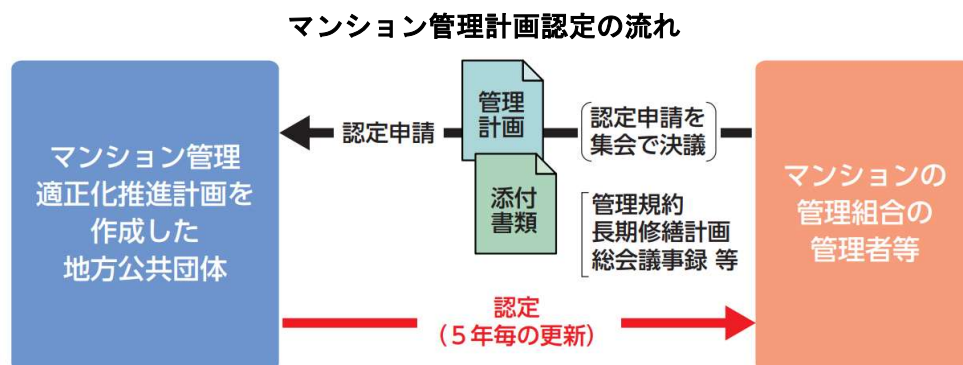 マンション管理計画認定の流れ
マンション管理
適正化推進計画を
作成した
地方公共団体
認定申請
管理
計画
認定申請を
集会で決議
添付
書類
管理規約
長期修繕計画
総会議事録 等
マンションの
管理組合の
管理者等
認定
(5年毎の更新)